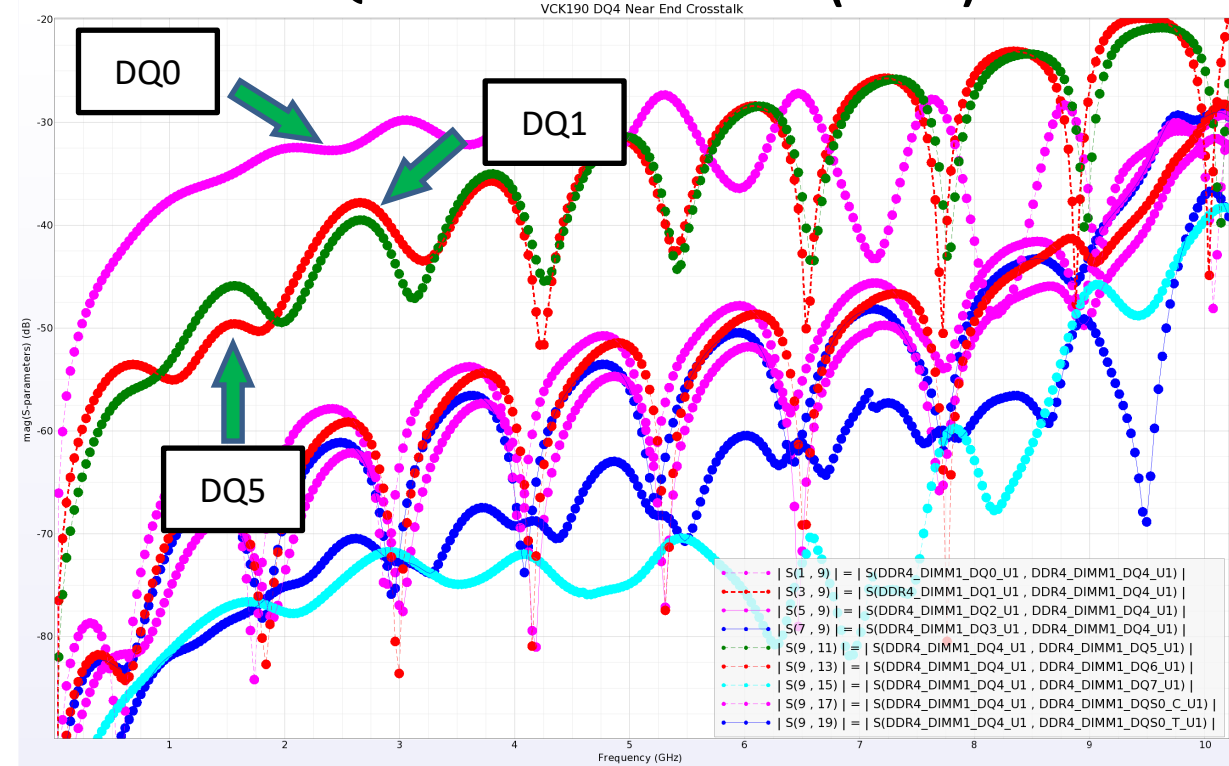 VCK190 DQ4 Near End Crosstalk
DQ0
DQ1
DQ5
mag(S-parameters) (dB)
-20
-30
-40
-50
-60
-70
-80
| S(1 , 9) | = | S(DDR4_DIMM1_DQ0_U1 , DDR4_DIMM1_DQ4_U1) |
| S(3 , 9) | = | S(DDR4_DIMM1_DQ1_U1 , DDR4_DIMM1_DQ4_U1) |
| S(5 , 9) | = | S(DDR4_DIMM1_DQ2_U1 , DDR4_DIMM1_DQ4_U1) |
| S(7 , 9) | = | S(DDR4_DIMM1_DQ3_U1 , DDR4_DIMM1_DQ4_U1) |
| S(9 , 11) | = | S(DDR4_DIMM1_DQ4_U1 , DDR4_DIMM1_DQ5_U1) |
| S(9 , 13) | = | S(DDR4_DIMM1_DQ4_U1 , DDR4_DIMM1_DQ6_U1) |
| S(9 , 15) | = | S(DDR4_DIMM1_DQ4_U1 , DDR4_DIMM1_DQ7_U1) |
| S(9 , 17) | = | S(DDR4_DIMM1_DQ4_U1 , DDR4_DIMM1_DQS0_C_U1) |
| S(9 , 19) | = | S(DDR4_DIMM1_DQ4_U1 , DDR4_DIMM1_DQS0_T_U1) |
1 2 3 4 5 6 7 8 9 10
Frequency (GHz)